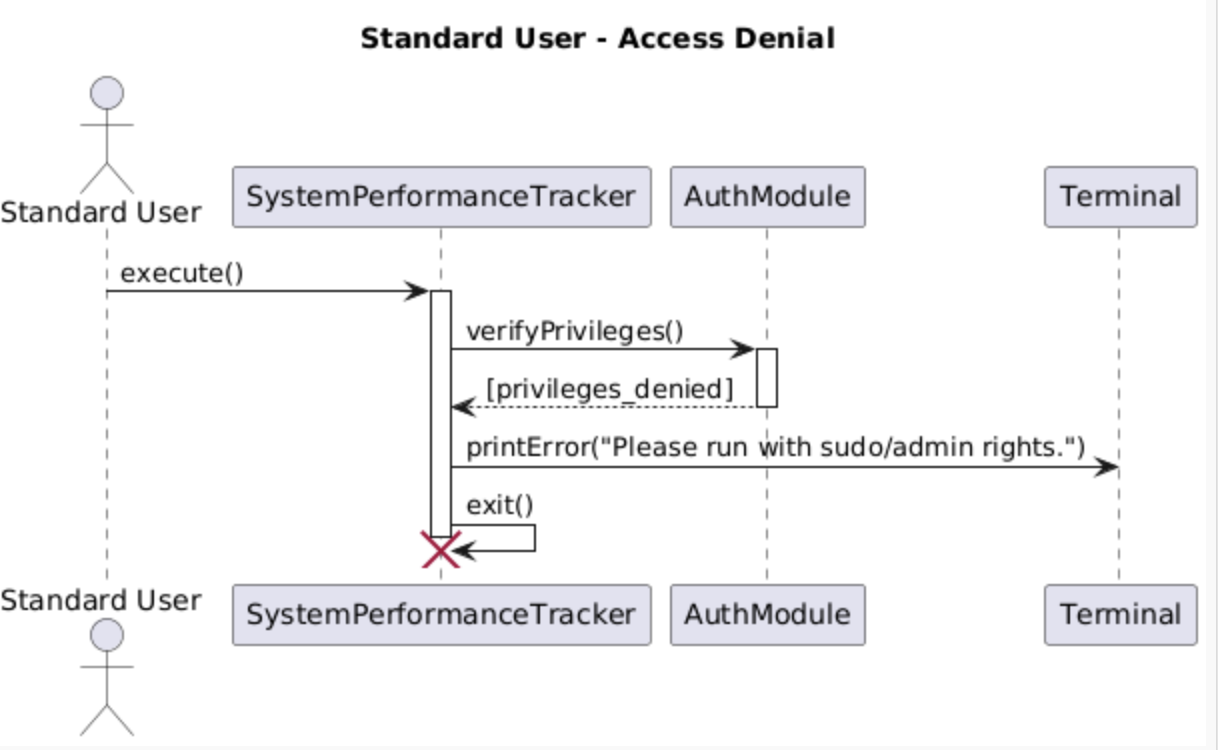 Standard User - Access Denial
Standard User
SystemPerformanceTracker
AuthModule
Terminal
execute()
verifyPrivileges()
[privileges_denied]
printError("Please run with sudo/admin rights.")
exit()
Standard User
SystemPerformanceTracker
AuthModule
Terminal